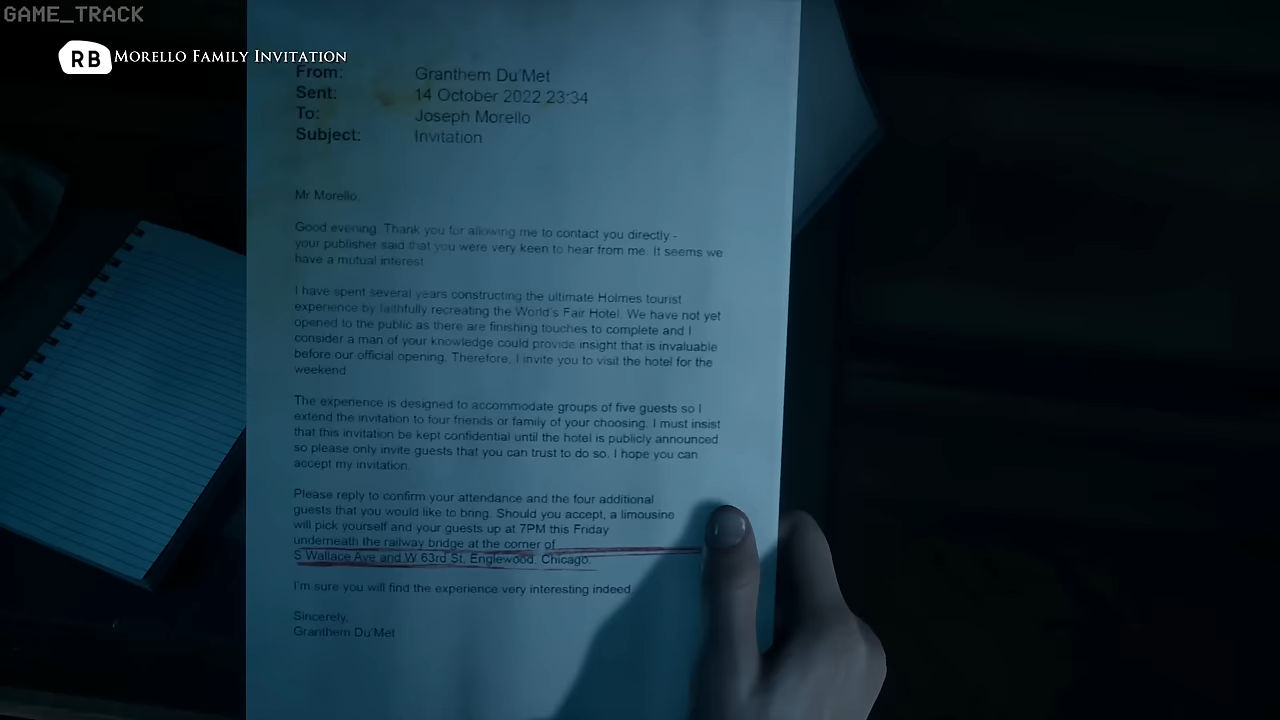 GAME_TRACK
RB MORELLO FAMILY INVITATION
From: Granthem Du'Met
Sent: 14 October 2022 23:34
To: Joseph Morello
Subject: Invitation
Mr Morello,
Good evening. Thank you for allowing me to contact you directly -
your publisher said that you were very keen to hear from me. It seems we
have a mutual interest.
I have spent several years constructing the ultimate Holmes tourist
experience by faithfully recreating the World's Fair Hotel. We have not yet
opened to the public as there are finishing touches to complete and I
consider a man of your knowledge could provide insight that is invaluable
before our official opening. Therefore, I invite you to visit the hotel for the
weekend.
The experience is designed to accommodate groups of five guests so I
extend the invitation to four friends or family of your choosing. I must insist
that this invitation be kept confidential until the hotel is publicly announced
so please only invite guests that you can trust to do so. I hope you can
accept my invitation.
Please reply to confirm your attendance and the four additional
guests that you would like to bring. Should you accept, a limousine
will pick yourself and your guests up at 7PM this Friday
underneath the railway bridge at the corner of
S Wallace Ave and W 63rd St, Englewood, Chicago.
I'm sure you will find the experience very interesting indeed.
Sincerely,
Granthem Du'Met